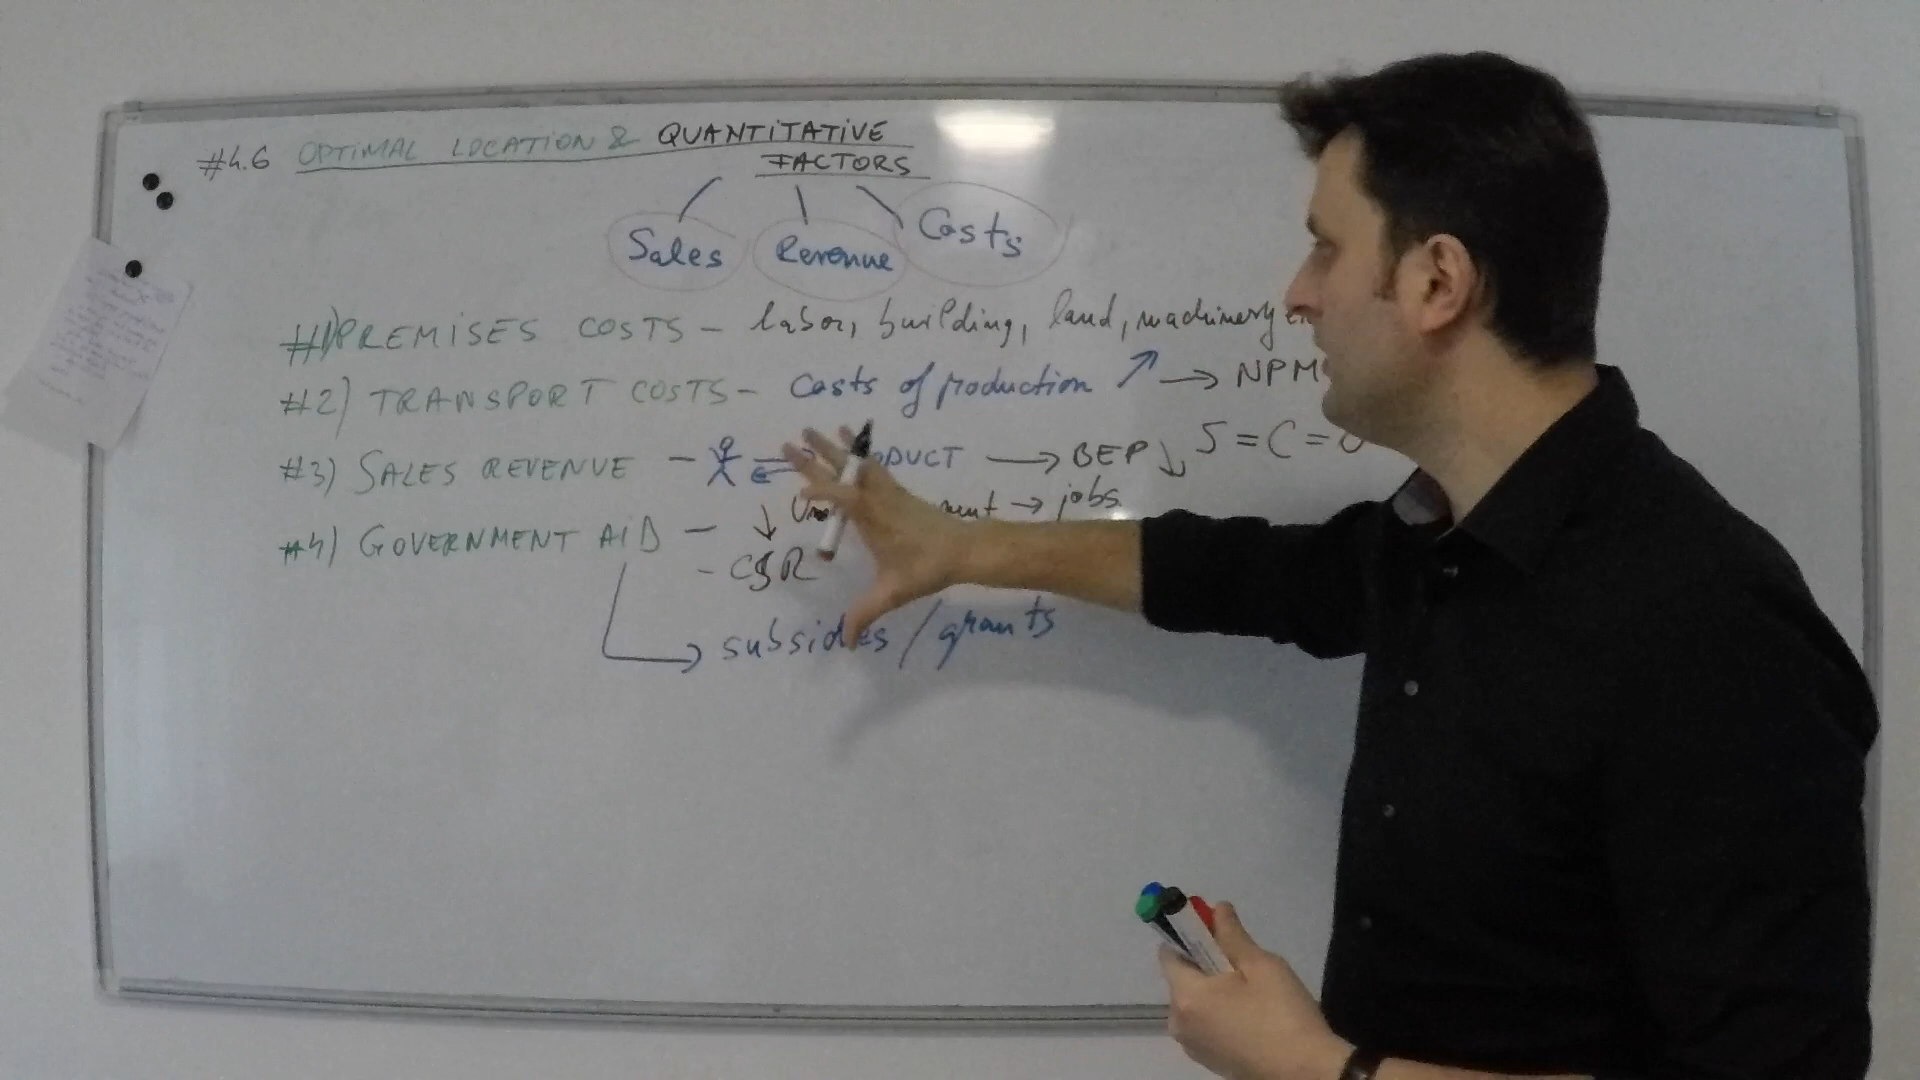 #4.6 OPTIMAL LOCATION & QUANTITATIVE
FACTORS
Sales Revenue Costs
#1) PREMISES COSTS - labor, building, land, machinery
#2) TRANSPORT COSTS - Costs of production ↗ → NPM
#3) SALES REVENUE - → BEP ↓ S = C =
#4) GOVERNMENT AID - ↓ → jobs.
- CSR
subsidies / grants